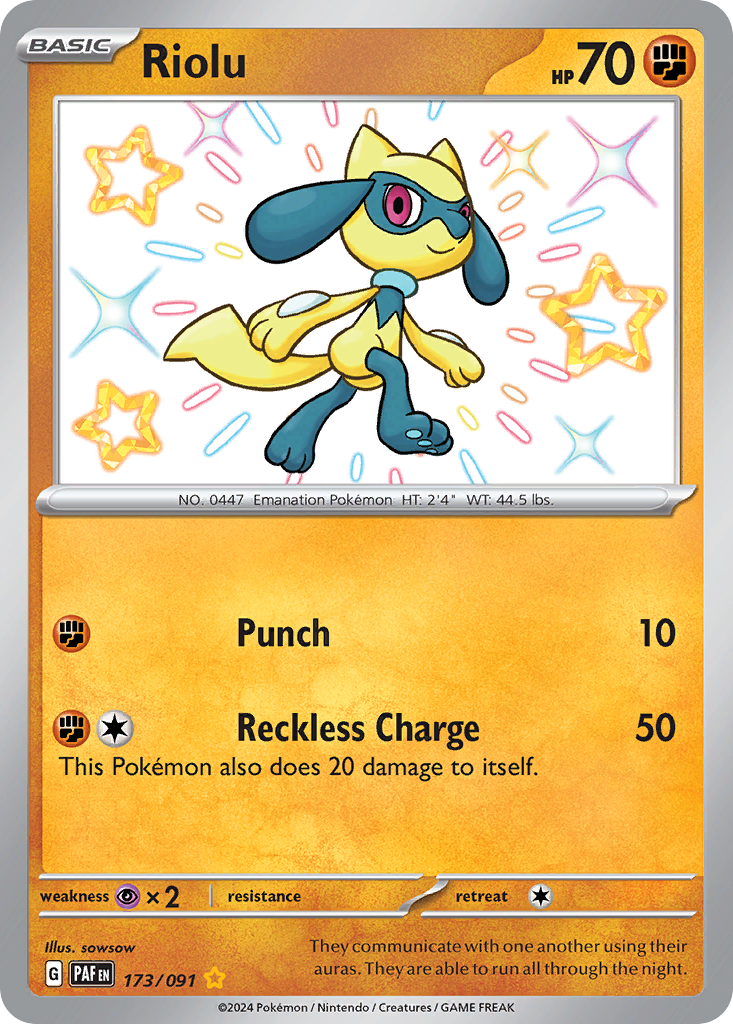 BASIC Riolu HP 70
NO. 0447 Emanation Pokémon HT: 2'4" WT: 44.5 lbs.
Punch 10
Reckless Charge 50
This Pokémon also does 20 damage to itself.
weakness ×2 resistance retreat
Illus. sowsow
They communicate with one another using their
auras. They are able to run all through the night.
G PAF EN 173/091
©2024 Pokémon / Nintendo / Creatures / GAME FREAK